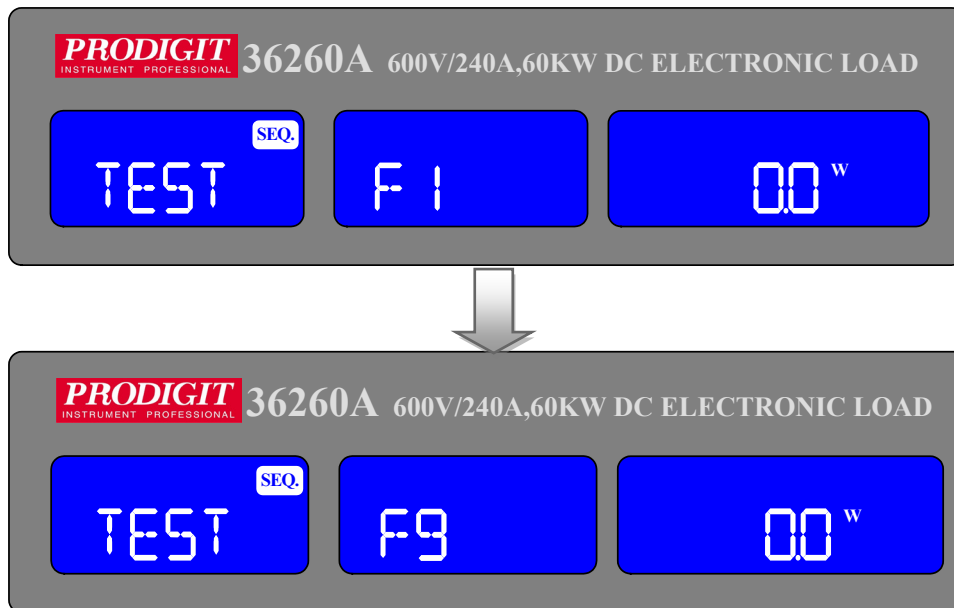 PRODIGIT
INSTRUMENT PROFESSIONAL
36260A 600V/240A,60KW DC ELECTRONIC LOAD
SEQ.
TEST
F1
0.0 W
PRODIGIT
INSTRUMENT PROFESSIONAL
36260A 600V/240A,60KW DC ELECTRONIC LOAD
SEQ.
TEST
F9
0.0 W